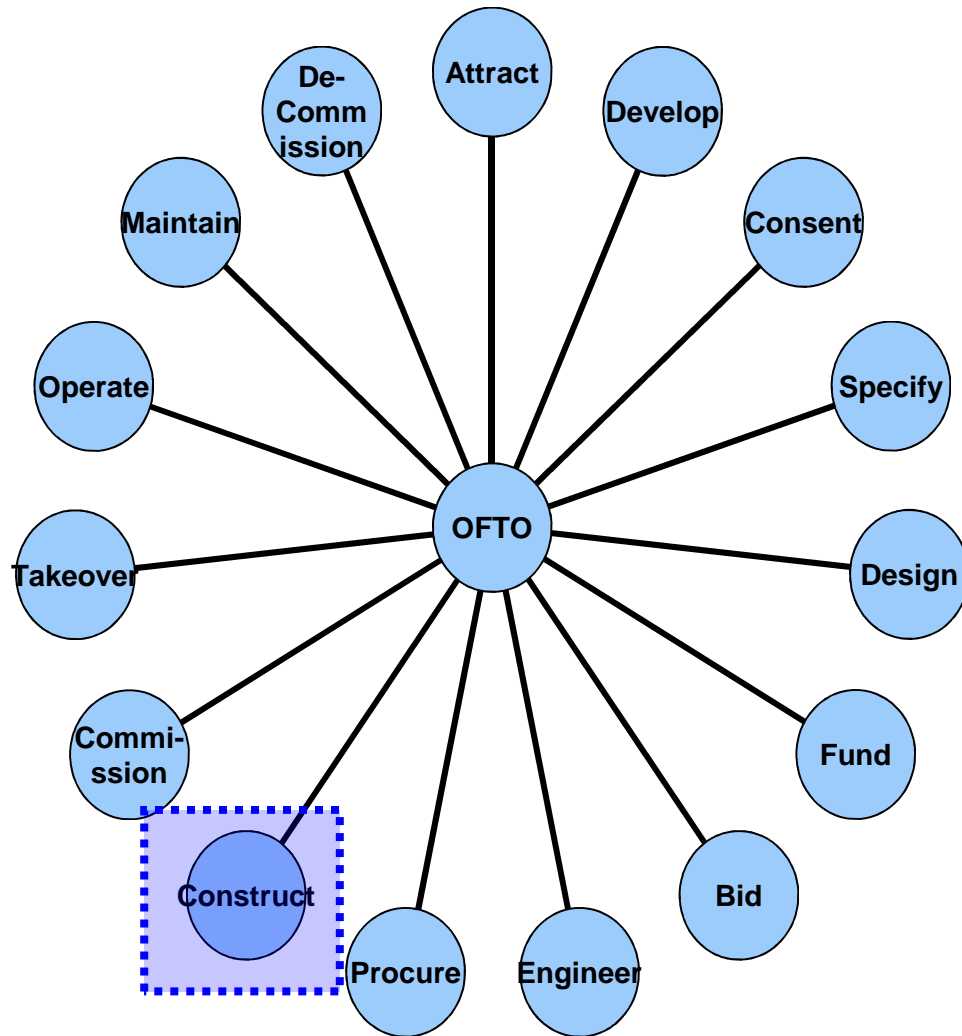 Attract
Develop
Consent
Specify
Design
Fund
Bid
Engineer
Procure
Construct
Commi-
ssion
Takeover
Operate
Maintain
De-
Comm
ission
OFTO